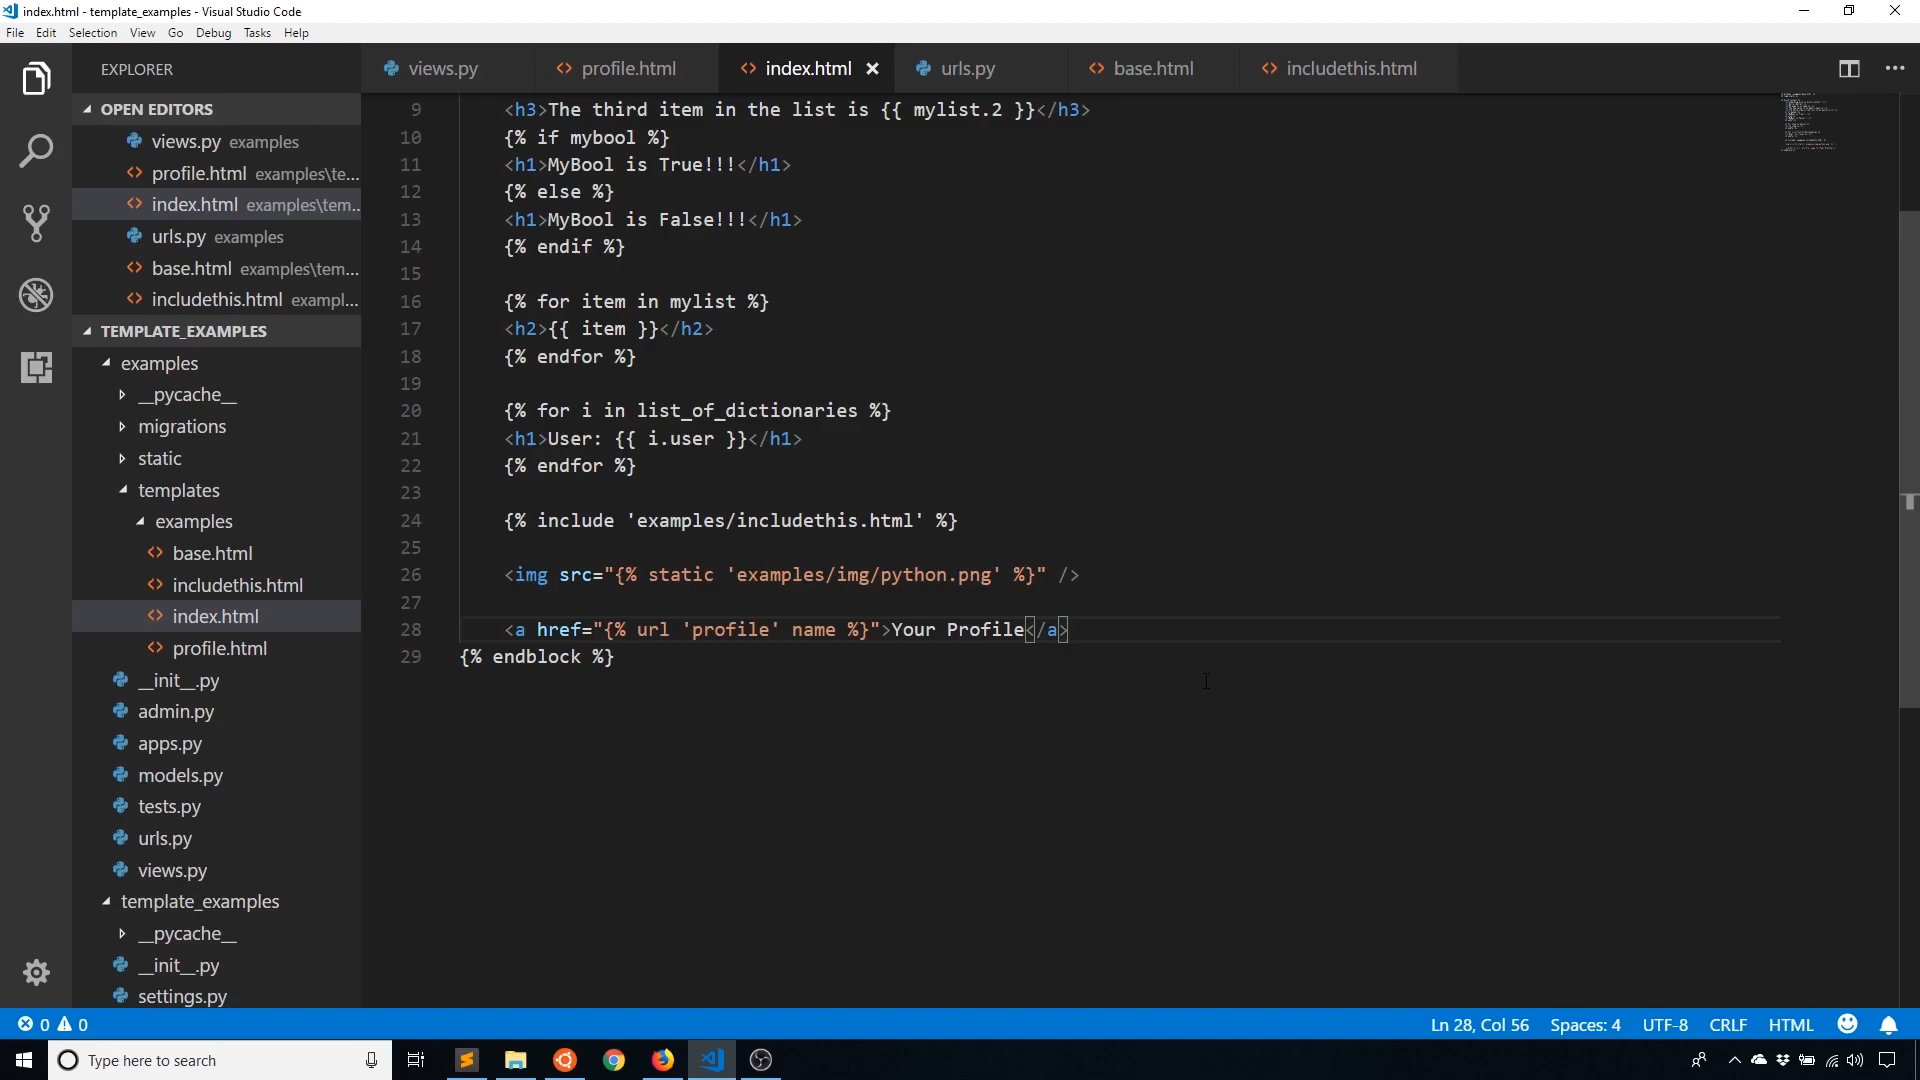 index.html - template_examples - Visual Studio Code
File Edit Selection View Go Debug Tasks Help
EXPLORER
views.py profile.html index.html urls.py base.html includethis.html
OPEN EDITORS
views.py examples
profile.html examples\te...
index.html examples\tem...
urls.py examples
base.html examples\tem...
includethis.html exampl...
TEMPLATE_EXAMPLES
examples
__pycache__
migrations
static
templates
examples
base.html
includethis.html
index.html
profile.html
__init__.py
admin.py
apps.py
models.py
tests.py
urls.py
views.py
template_examples
__pycache__
__init__.py
settings.py
9 <h3>The third item in the list is {{ mylist.2 }}</h3>
10 {% if mybool %}
11 <h1>MyBool is True!!!</h1>
12 {% else %}
13 <h1>MyBool is False!!!</h1>
14 {% endif %}
15
16 {% for item in mylist %}
17 <h2>{{ item }}</h2>
18 {% endfor %}
19
20 {% for i in list_of_dictionaries %}
21 <h1>User: {{ i.user }}</h1>
22 {% endfor %}
23
24 {% include 'examples/includethis.html' %}
25
26 <img src="{% static 'examples/img/python.png' %}" />
27
28 <a href="{% url 'profile' name %}">Your Profile</a>
29 {% endblock %}
0 0
Ln 28, Col 56 Spaces: 4 UTF-8 CRLF HTML
Type here to search